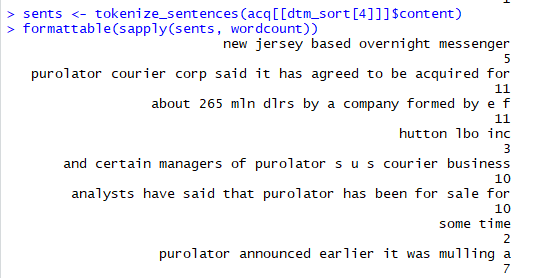 1
> sents <- tokenize_sentences(acq[[dtm_sort[4]]]$content)
> formattable(sapply(sents, wordcount))
new jersey based overnight messenger
5
purolator courier corp said it has agreed to be acquired for
11
about 265 mln dlrs by a company formed by e f
11
hutton lbo inc
3
and certain managers of purolator s u s courier business
10
analysts have said that purolator has been for sale for
10
some time
2
purolator announced earlier it was mulling a
7